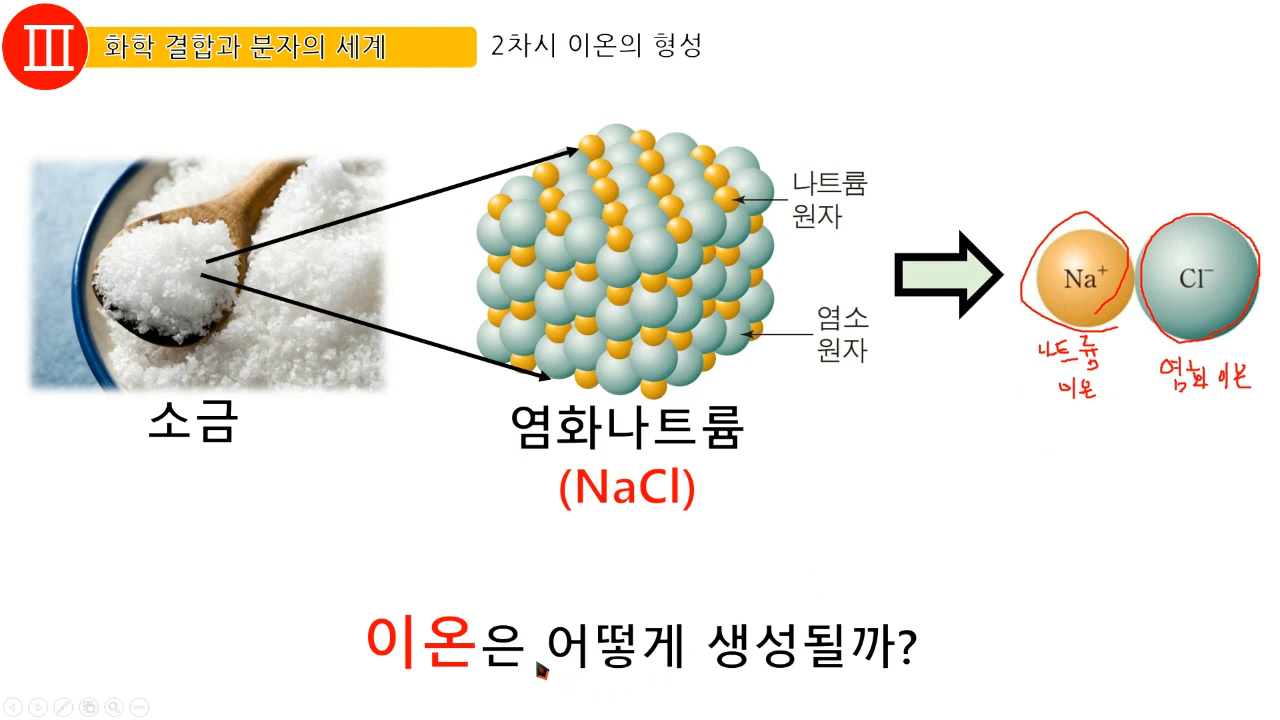 III
화학 결합과 분자의 세계
2차시 이온의 형성
나트륨
원자
염소
원자
Na⁺
Cl⁻
나트륨
이온
염화 이온
소금
염화나트륨
(NaCl)
이온은 어떻게 생성될까?